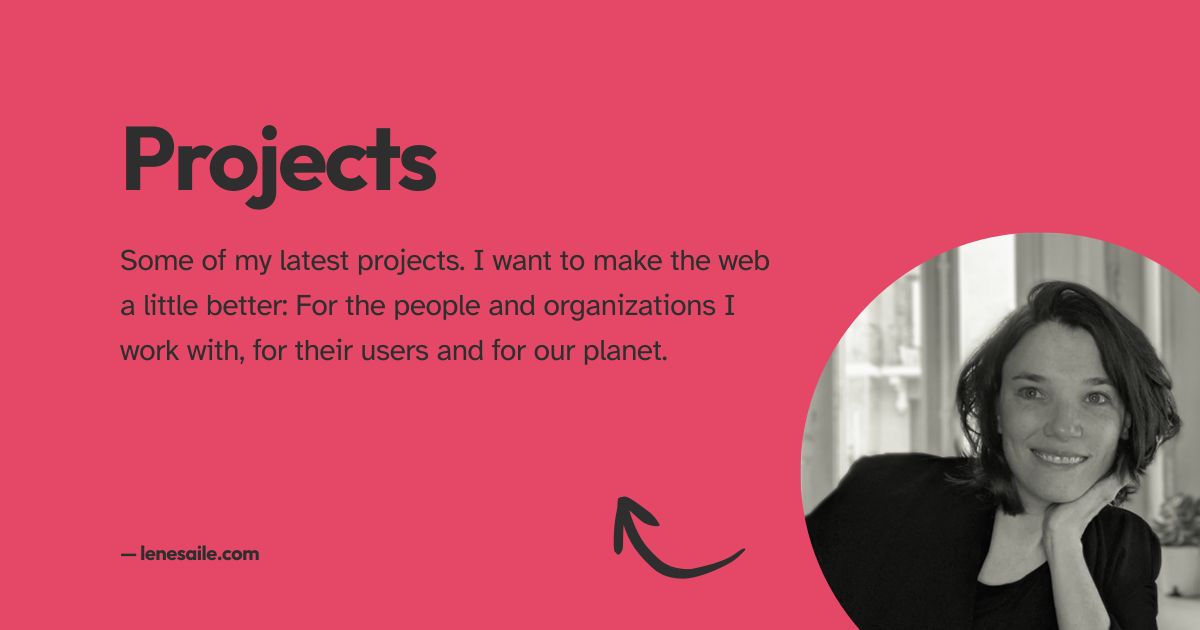 Projects
Some of my latest projects. I want to make the web
a little better: For the people and organizations I
work with, for their users and for our planet.
— lenesaile.com